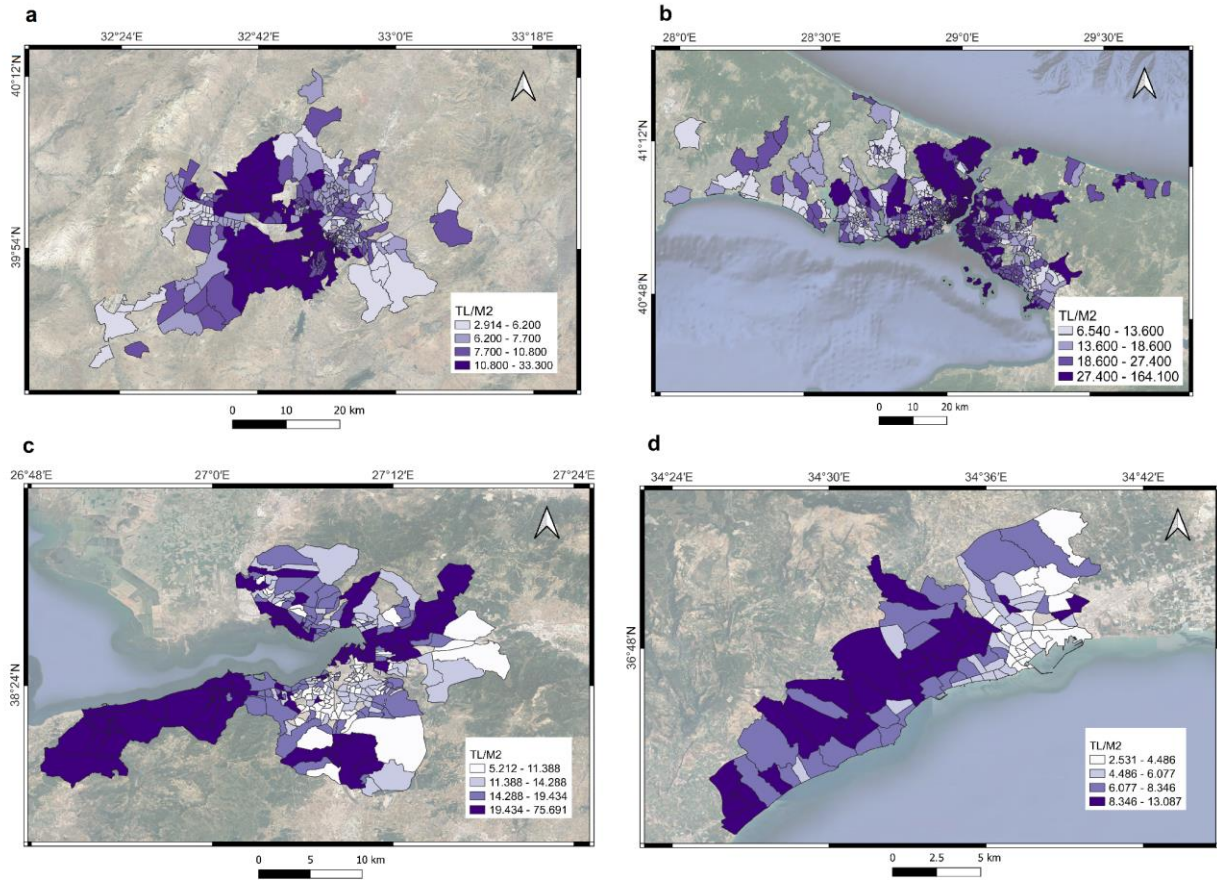 a
32°24'E 32°42'E 33°0'E 33°18'E
40°12'N
39°54'N
TL/M2
2.914 - 6.200
6.200 - 7.700
7.700 - 10.800
10.800 - 33.300
0 10 20 km
b
28°0'E 28°30'E 29°0'E 29°30'E
41°12'N
40°48'N
TL/M2
6.540 - 13.600
13.600 - 18.600
18.600 - 27.400
27.400 - 164.100
0 10 20 km
c
26°48'E 27°0'E 27°12'E 27°24'E
38°24'N
TL/M2
5.212 - 11.388
11.388 - 14.288
14.288 - 19.434
19.434 - 75.691
0 5 10 km
d
34°24'E 34°30'E 34°36'E 34°42'E
36°48'N
TL/M2
2.531 - 4.486
4.486 - 6.077
6.077 - 8.346
8.346 - 13.087
0 2.5 5 km